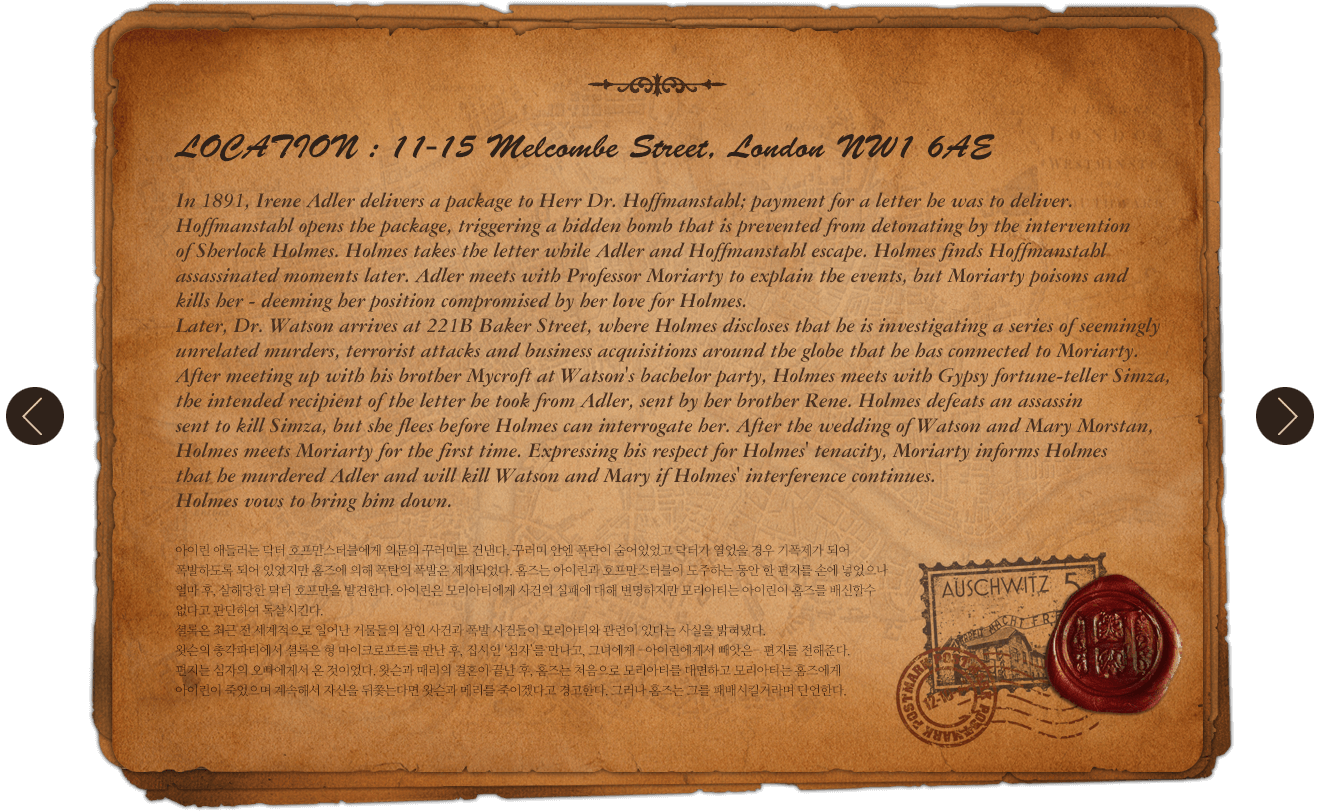 LOCATION : 11-15 Melcombe Street, London NW1 6AE
In 1891, Irene Adler delivers a package to Herr Dr. Hoffmanstahl; payment for a letter he was to deliver.
Hoffmanstahl opens the package, triggering a hidden bomb that is prevented from detonating by the intervention
of Sherlock Holmes. Holmes takes the letter while Adler and Hoffmanstahl escape. Holmes finds Hoffmanstahl
assassinated moments later. Adler meets with Professor Moriarty to explain the events, but Moriarty poisons and
kills her - deeming her position compromised by her love for Holmes.
Later, Dr. Watson arrives at 221B Baker Street, where Holmes discloses that he is investigating a series of seemingly
unrelated murders, terrorist attacks and business acquisitions around the globe that he has connected to Moriarty.
After meeting up with his brother Mycroft at Watson's bachelor party, Holmes meets with Gypsy fortune-teller Simza,
the intended recipient of the letter he took from Adler, sent by her brother Rene. Holmes defeats an assassin
sent to kill Simza, but she flees before Holmes can interrogate her. After the wedding of Watson and Mary Morstan,
Holmes meets Moriarty for the first time. Expressing his respect for Holmes' tenacity, Moriarty informs Holmes
that he murdered Adler and will kill Watson and Mary if Holmes' interference continues.
Holmes vows to bring him down.
아이린 애들러는 닥터 호프만스터블에게 의문의 꾸러미르 건낸다. 꾸러미 안엔 폭탄이 숨어있었고 닥터가 열었을 경우 기폭제가 되어
폭발하도록 되어 있었지만 홈즈에 의해 폭탄의 폭발은 제재되었다. 홈즈는 아이린과 호프만스터블이 도주하는 동안 한 편지를 손에 넣었으나
얼마 후, 살해당한 닥터 호프만을 발견한다. 아이린은 모리아티에게 사건의 실패에 대해 변명하지만 모리아티는 아이린이 홈즈를 배신할수
없다고 판단하여 독살시킨다.
셜록은 최근 전 세계적으로 일어난 거물들의 살인 사건과 폭발 사건들이 모리아티와 관련이 있다는 사실을 밝혀냈다.
왓슨의 총각파티에서 셜록은 형 마이크로프트를 만난 후, 집시인 '심자'를 만나고, 그녀에게 -아이린에게서 빼앗은- 편지를 전해준다.
편지는 심자의 오빠에게서 온 것이었다. 왓슨과 메리의 결혼이 끝난 후, 홈즈는 처음으로 모리아티를 대면하고 모리아티는 홈즈에게
아이린이 죽었으며 계속해서 자신을 뒤쫓는다면 왓슨과 메리를 죽이겠다고 경고한다. 그러나 홈즈는 그를 패배시킬거라며 단언한다.
AUSCHWITZ 5
MACHT
POSTMARK